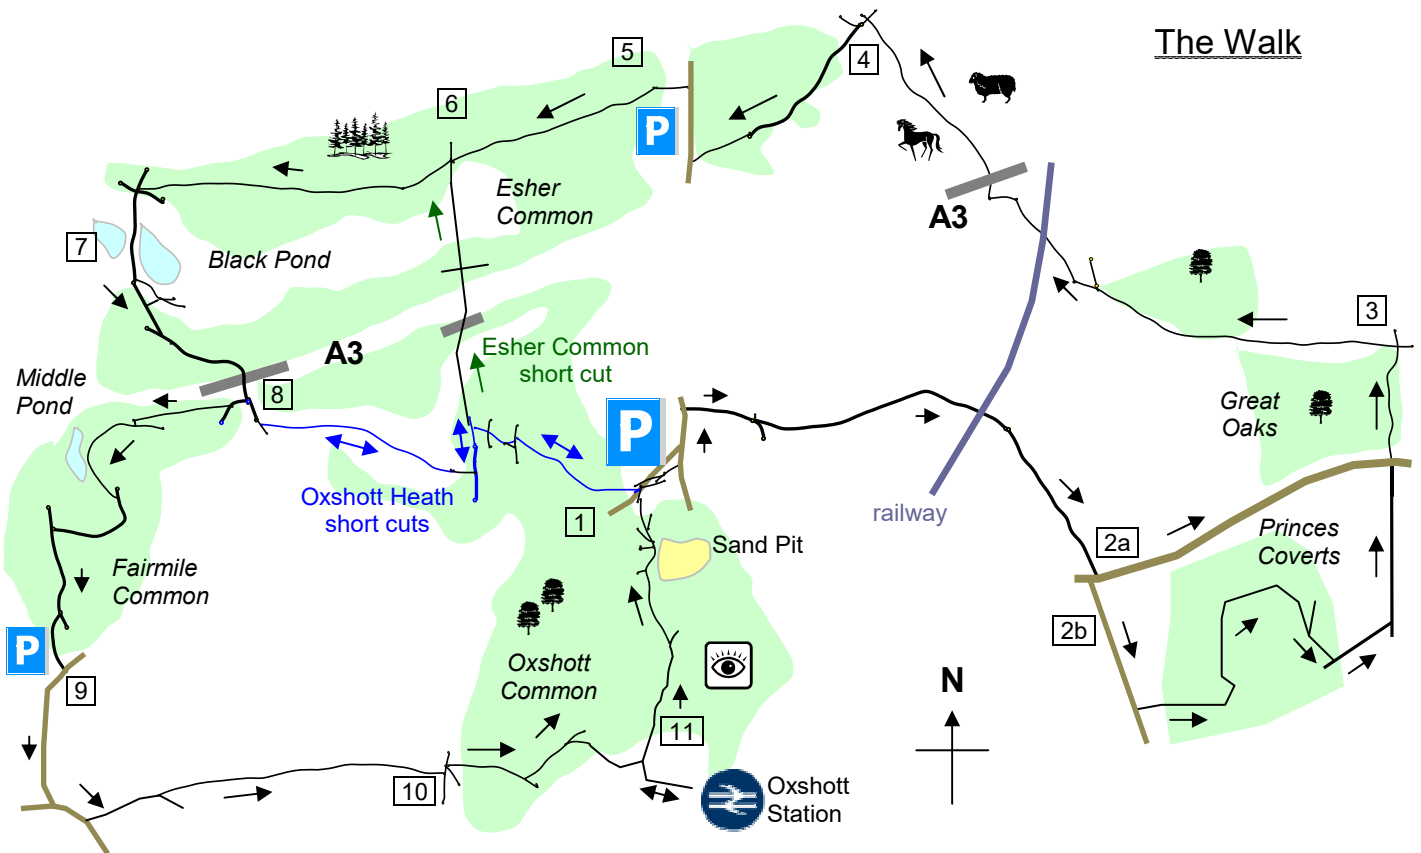 The Walk
5
4
6
P
Esher
Common
A3
7
Black Pond
3
A3
Esher Common
short cut
Middle
Pond
8
P
Great
Oaks
Oxshott Heath
short cuts
railway
1
Sand Pit
2a
Princes
Coverts
Fairmile
Common
2b
P
Oxshott
Common
N
9
11
10
Oxshott
Station